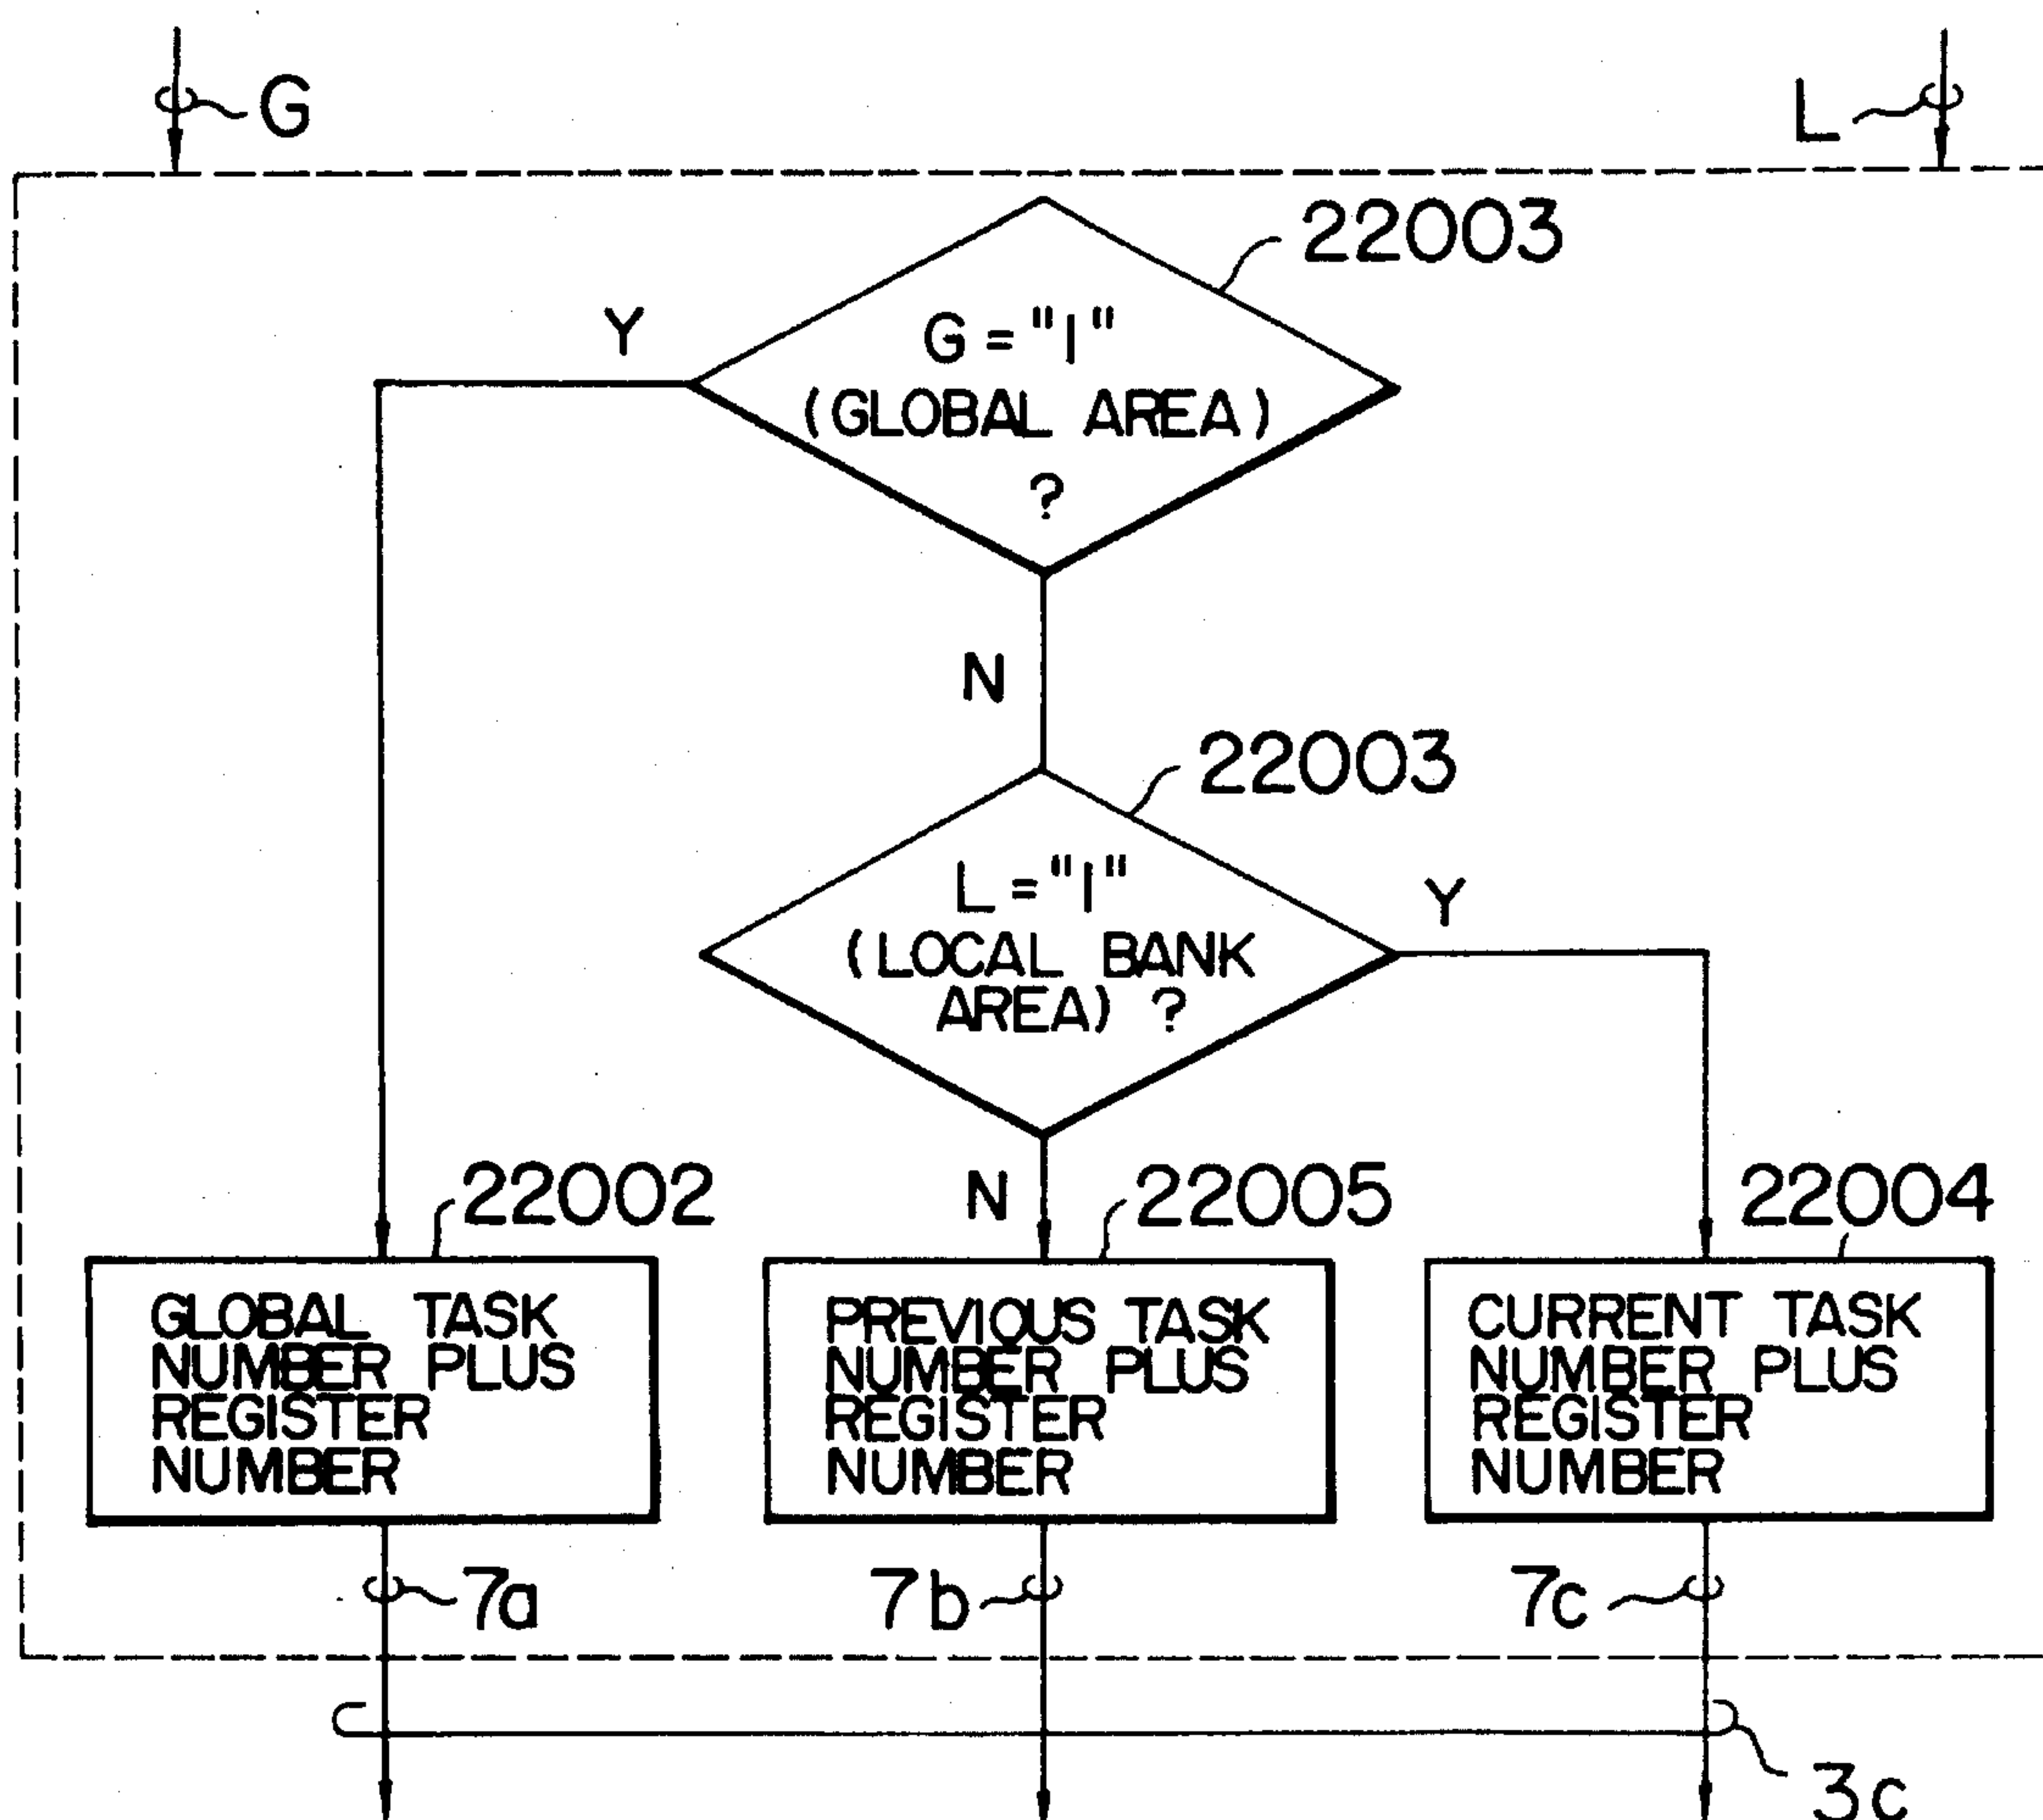 G
L
22003
Y
G = "1"
(GLOBAL AREA)
?
N
22003
L = "1"
(LOCAL BANK
AREA) ?
Y
N
22002
22005
22004
GLOBAL TASK
NUMBER PLUS
REGISTER
NUMBER
PREVIOUS TASK
NUMBER PLUS
REGISTER
NUMBER
CURRENT TASK
NUMBER PLUS
REGISTER
NUMBER
7a
7b
7c
3c